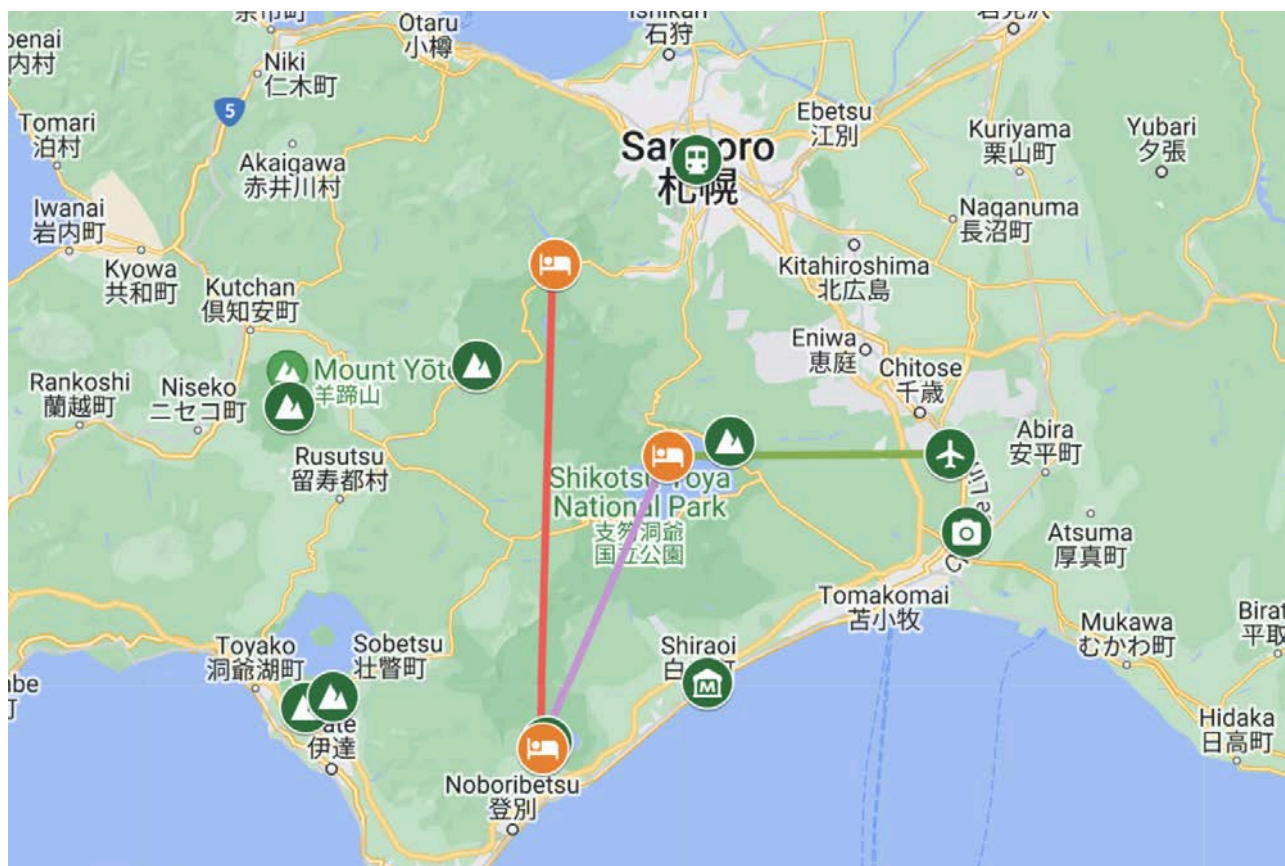 余市町
Otaru
小樽
Ishikari
石狩
岩見沢
Niki
仁木町
5
Tomari
泊村
Akaigawa
赤井川村
Ebetsu
江別
Kuriyama
栗山町
Yubari
夕張
札幌
Iwanai
岩内町
Kyowa
共和町
Naganuma
長沼町
Kitahiroshima
北広島
Kutchan
倶知安町
Eniwa
恵庭
Chitose
千歳
Rankoshi
蘭越町
Niseko
ニセコ町
Mount
羊蹄山
Abira
安平町
Rusutsu
留寿都村
Shikotsu Toya
National Park
支笏洞爺
国立公園
Atsuma
厚真町
Tomakomai
苫小牧
Mukawa
むかわ町
Toyako
洞爺湖町
Sobetsu
壮瞥町
Shiraoi
伊達
Hidaka
日高町
Noboribetsu
登別